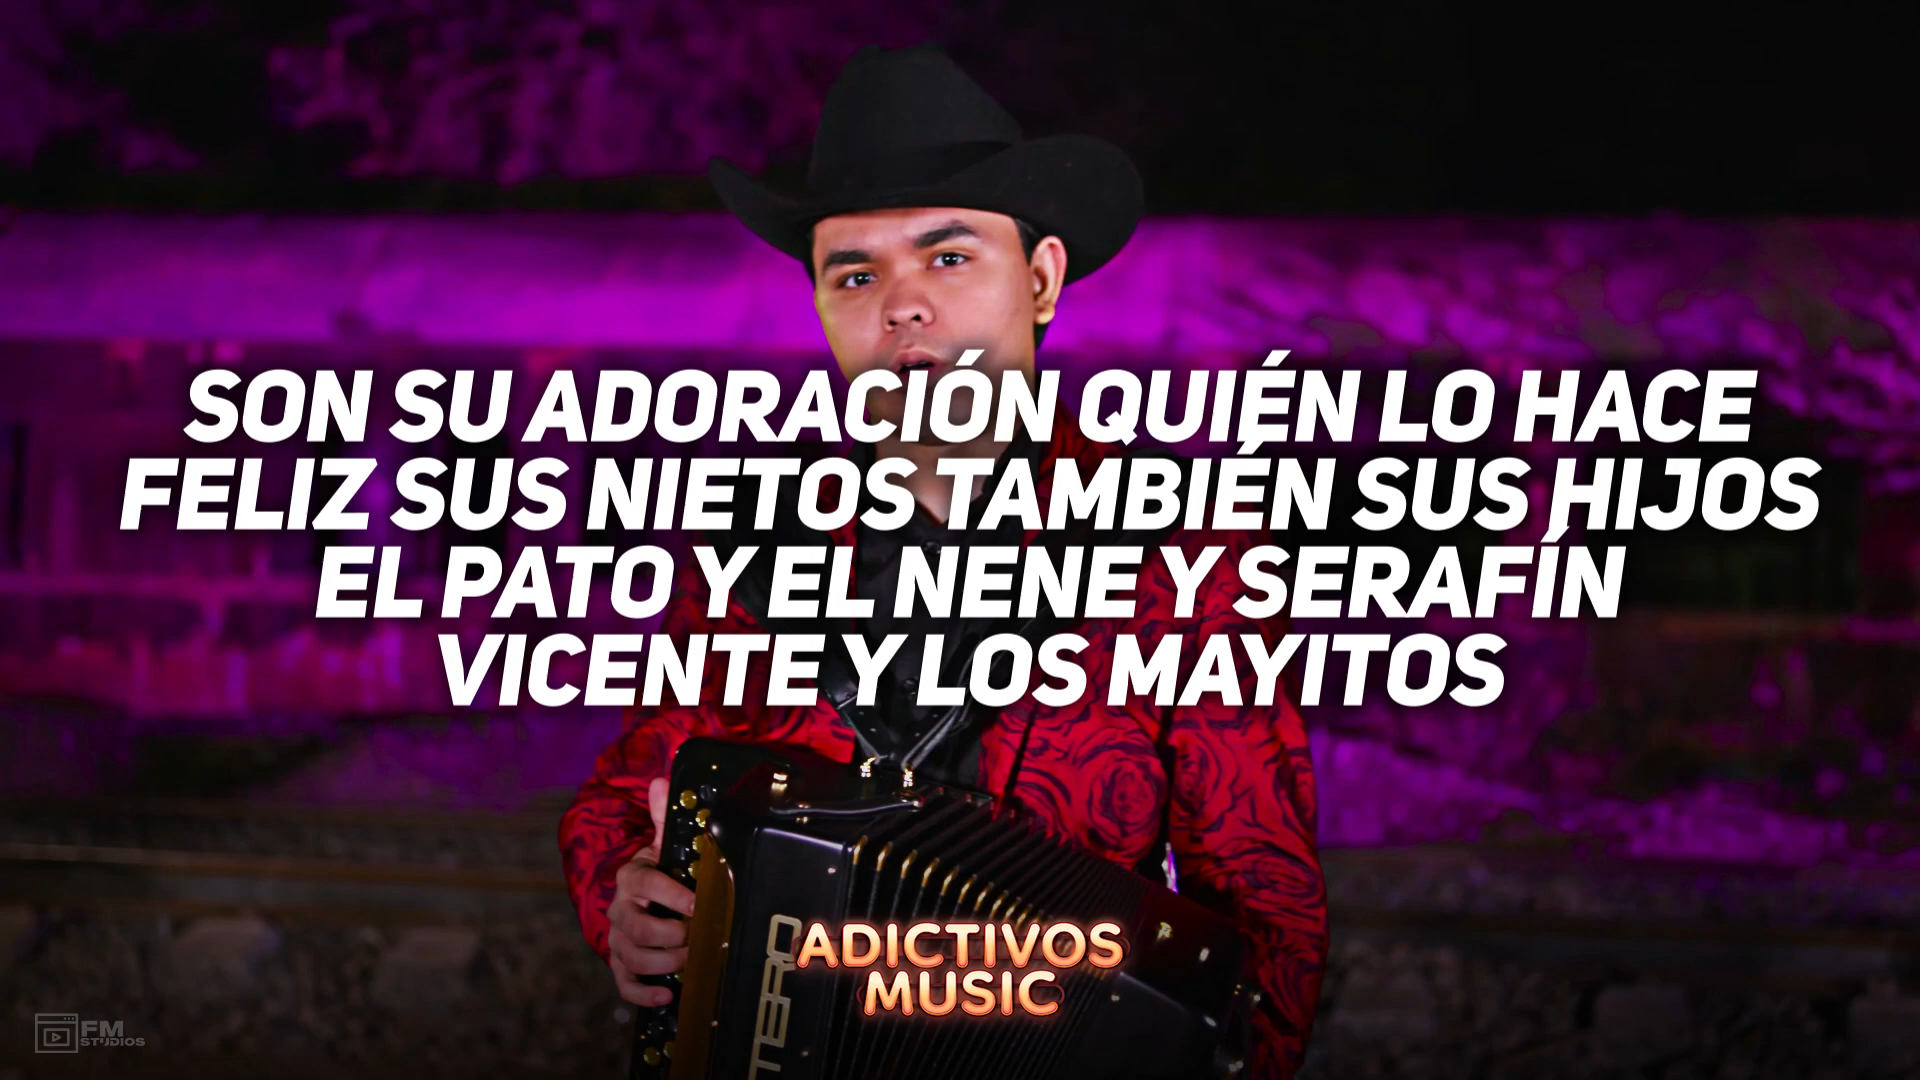 SON SU ADORACIÓN QUIÉN LO HACE
FELIZ SUS NIETOS TAMBIÉN SUS HIJOS
EL PATO Y EL NENE Y SERAFÍN
VICENTE Y LOS MAYITOS
TERO
ADICTIVOS
MUSIC
FM
STUDIOS